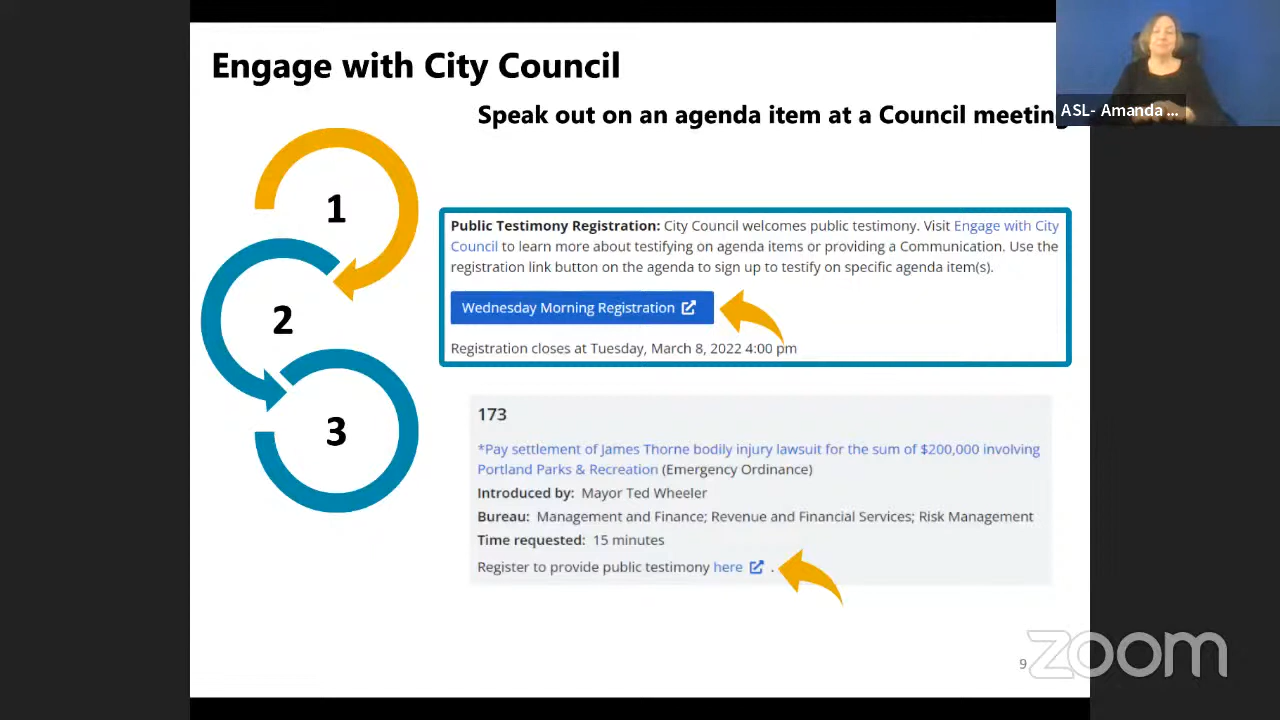 Engage with City Council
Speak out on an agenda item at a Council meeting
ASL- Amanda ...
1
2
3
Public Testimony Registration: City Council welcomes public testimony. Visit Engage with City
Council to learn more about testifying on agenda items or providing a Communication. Use the
registration link button on the agenda to sign up to testify on specific agenda item(s).
Wednesday Morning Registration
Registration closes at Tuesday, March 8, 2022 4:00 pm
173
*Pay settlement of James Thorne bodily injury lawsuit for the sum of $200,000 involving
Portland Parks & Recreation (Emergency Ordinance)
Introduced by: Mayor Ted Wheeler
Bureau: Management and Finance; Revenue and Financial Services; Risk Management
Time requested: 15 minutes
Register to provide public testimony here .
9
zoom